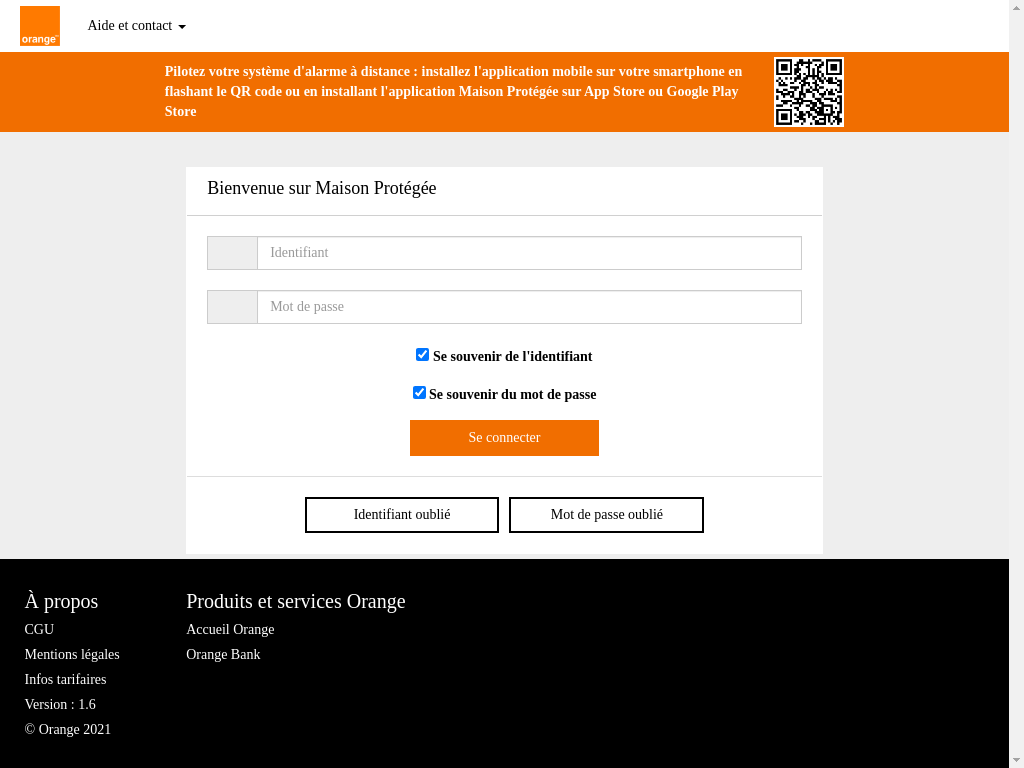 orange™
Aide et contact
Pilotez votre système d'alarme à distance : installez l'application mobile sur votre smartphone en
flashant le QR code ou en installant l'application Maison Protégée sur App Store ou Google Play
Store
Bienvenue sur Maison Protégée
Identifiant
Mot de passe
Se souvenir de l'identifiant
Se souvenir du mot de passe
Se connecter
Identifiant oublié
Mot de passe oublié
À propos
CGU
Mentions légales
Infos tarifaires
Version : 1.6
© Orange 2021
Produits et services Orange
Accueil Orange
Orange Bank